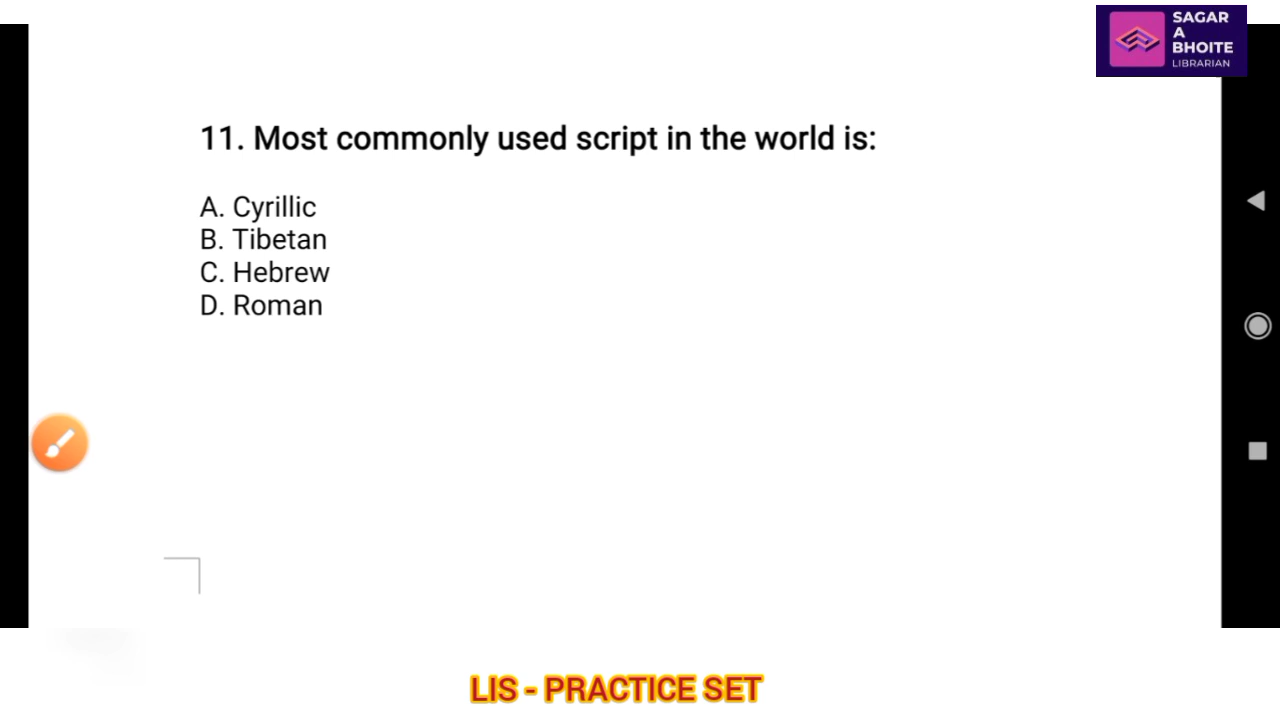 SAGAR
A
BHOITE
LIBRARIAN
11. Most commonly used script in the world is:
A. Cyrillic
B. Tibetan
C. Hebrew
D. Roman
LIS - PRACTICE SET